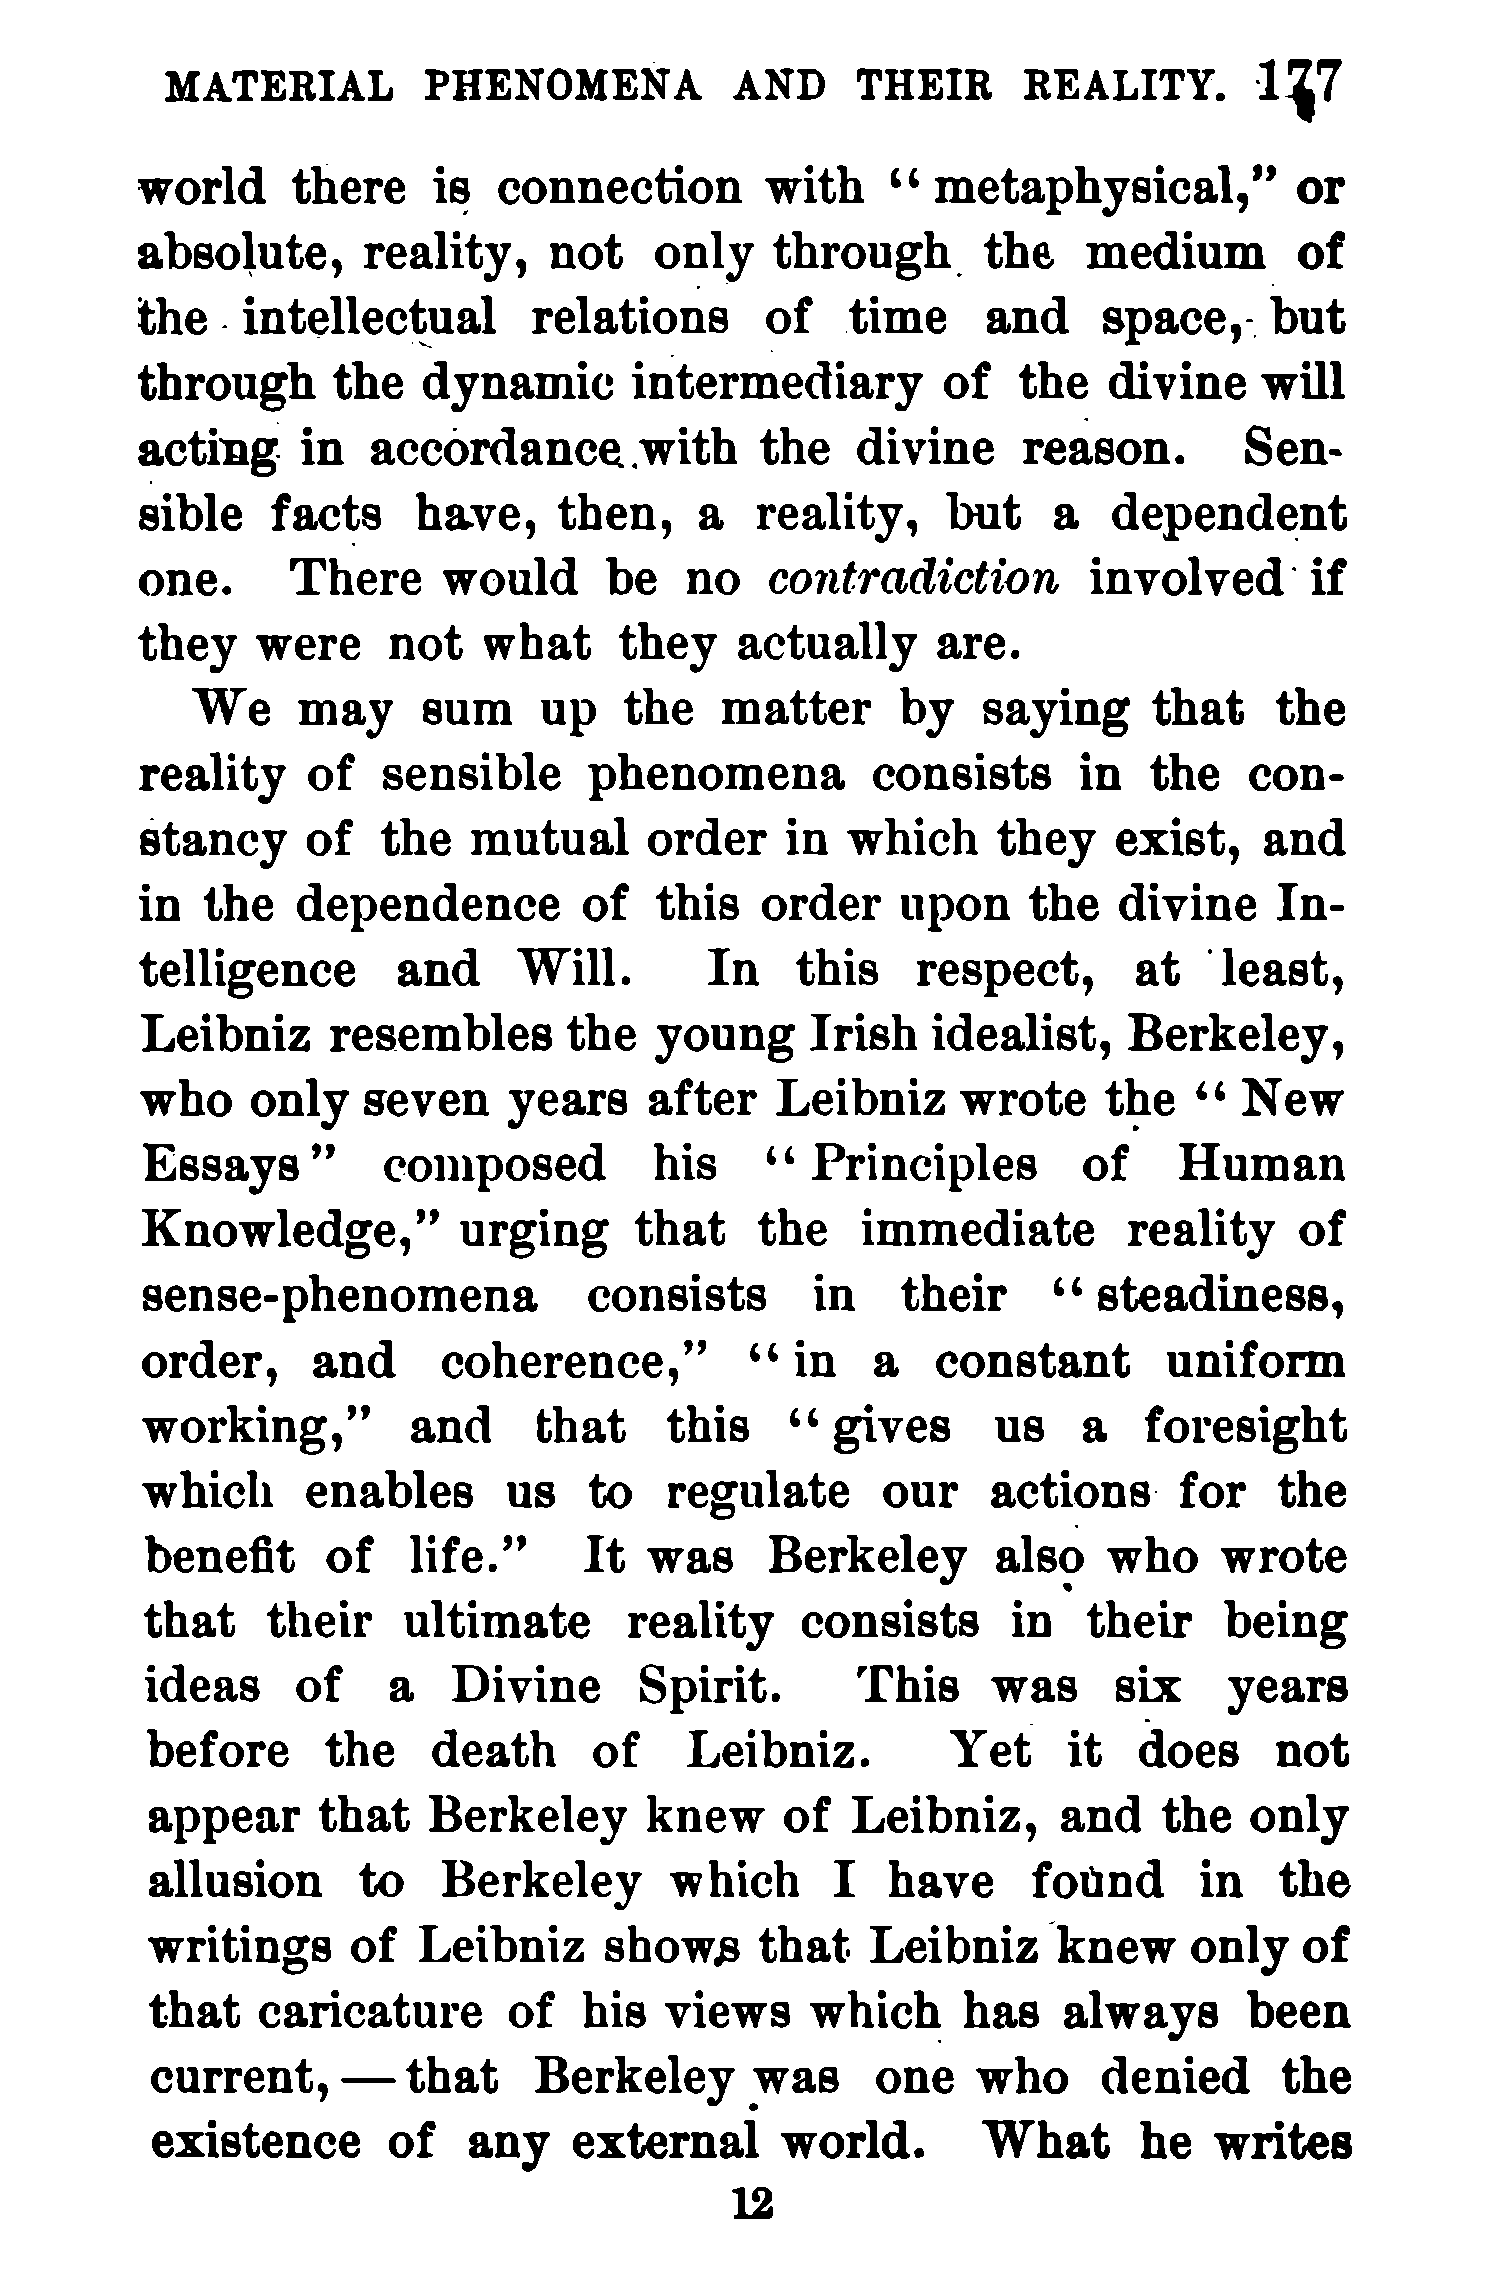 MATERIAL PHENOMENA AND THEIR REALITY. 177
world there is connection with "metaphysical," or
absolute, reality, not only through the medium of
the intellectual relations of time and space, but
through the dynamic intermediary of the divine will
acting in accordance with the divine reason. Sen-
sible facts have, then, a reality, but a dependent
one. There would be no contradiction involved if
they were not what they actually are.
We may sum up the matter by saying that the
reality of sensible phenomena consists in the con-
stancy of the mutual order in which they exist, and
in the dependence of this order upon the divine In-
telligence and Will. In this respect, at least,
Leibniz resembles the young Irish idealist, Berkeley,
who only seven years after Leibniz wrote the "New
Essays" composed his "Principles of Human
Knowledge," urging that the immediate reality of
sense-phenomena consists in their "steadiness,
order, and coherence," "in a constant uniform
working," and that this "gives us a foresight
which enables us to regulate our actions for the
benefit of life." It was Berkeley also who wrote
that their ultimate reality consists in their being
ideas of a Divine Spirit. This was six years
before the death of Leibniz. Yet it does not
appear that Berkeley knew of Leibniz, and the only
allusion to Berkeley which I have found in the
writings of Leibniz shows that Leibniz knew only of
that caricature of his views which has always been
current, — that Berkeley was one who denied the
existence of any external world. What he writes
12